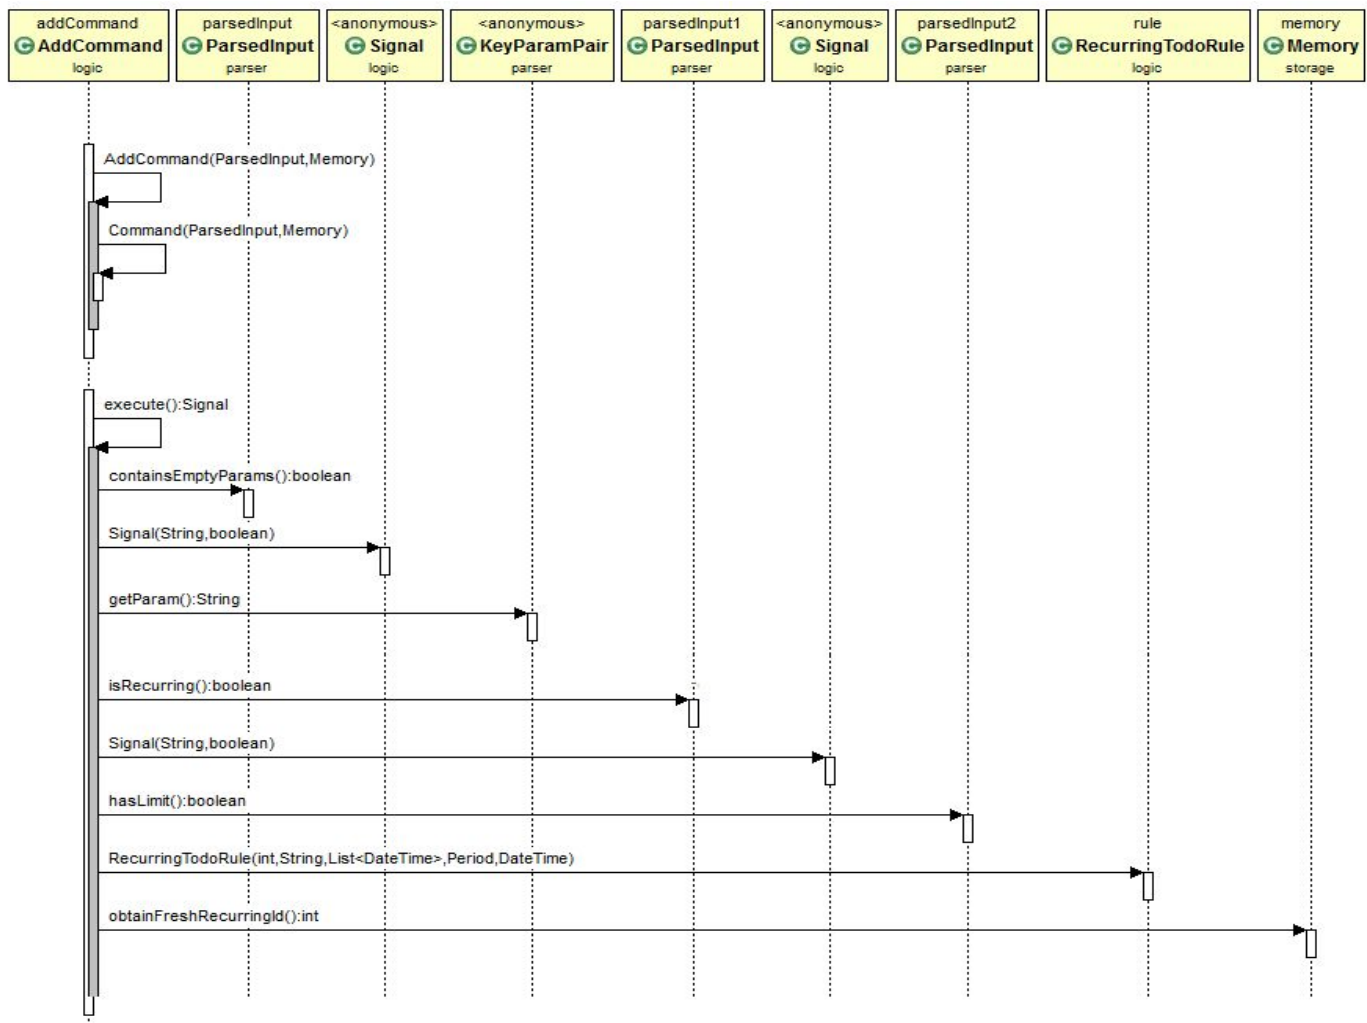 addCommand
AddCommand
logic
parsedInput
ParsedInput
parser
<anonymous>
Signal
logic
<anonymous>
KeyParamPair
parser
parsedInput1
ParsedInput
parser
<anonymous>
Signal
logic
parsedInput2
ParsedInput
parser
rule
RecurringTodoRule
logic
memory
Memory
storage
AddCommand(ParsedInput,Memory)
Command(ParsedInput,Memory)
execute():Signal
containsEmptyParams():boolean
Signal(String,boolean)
getParam():String
isRecurring():boolean
Signal(String,boolean)
hasLimit():boolean
RecurringTodoRule(int,String,List<DateTime>,Period,DateTime)
obtainFreshRecurringId():int